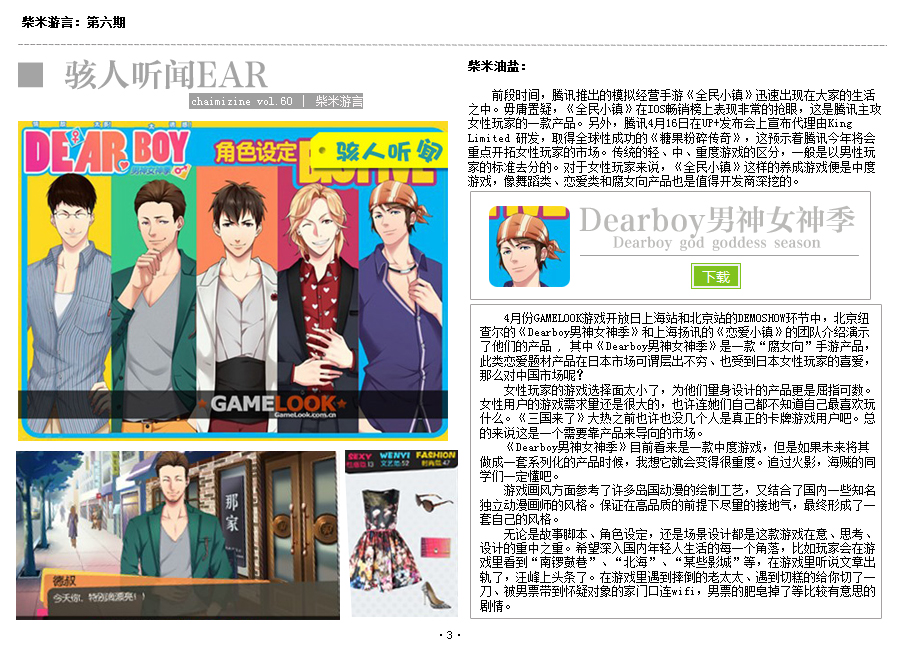 柴米游言：第六期
骇人听闻EAR
chaimizine vol.60 | 柴米游言
DEAR BOY
男神女神季
角色设定
骇人听闻
GAMELOOK
GameLook.com.cn
那家
德叔
今天你，特别漂亮！！
SEXY WENYI FASHION
性感范:13 文艺范:52 时尚范:47
柴米油盐：
前段时间，腾讯推出的模拟经营手游《全民小镇》迅速出现在大家的生活
之中。毋庸置疑，《全民小镇》在IOS畅销榜上表现非常的抢眼，这是腾讯主攻
女性玩家的一款产品。另外，腾讯4月16日在UP+发布会上宣布代理由King
Limited 研发，取得全球性成功的《糖果粉碎传奇》，这预示着腾讯今年将会
重点开拓女性玩家的市场。传统的轻、中、重度游戏的区分，一般是以男性玩
家的标准去分的。对于女性玩家来说，《全民小镇》这样的养成游戏便是中度
游戏，像舞蹈类、恋爱类和腐女向产品也是值得开发商深挖的。
Dearboy男神女神季
Dearboy god goddess season
下载
4月份GAMELOOK游戏开放日上海站和北京站的DEMOSHOW环节中，北京纽
查尔的《Dearboy男神女神季》和上海扬讯的《恋爱小镇》的团队介绍演示
了他们的产品 ，其中《Dearboy男神女神季》是一款“腐女向”手游产品，
此类恋爱题材产品在日本市场可谓层出不穷、也受到日本女性玩家的喜爱，
那么对中国市场呢？
女性玩家的游戏选择面太小了，为他们量身设计的产品更是屈指可数。
女性用户的游戏需求量还是很大的，也许连她们自己都不知道自己最喜欢玩
什么。《三国来了》大热之前也许也没几个人是真正的卡牌游戏用户吧。总
的来说这是一个需要靠产品来导向的市场。
《Dearboy男神女神季》目前看来是一款中度游戏，但是如果未来将其
做成一套系列化的产品时候，我想它就会变得很重度。追过火影，海贼的同
学们一定懂吧。
游戏画风方面参考了许多岛国动漫的绘制工艺，又结合了国内一些知名
独立动漫画师的风格。保证在高品质的前提下尽量的接地气，最终形成了一
套自己的风格。
无论是故事脚本、角色设定，还是场景设计都是这款游戏在意、思考、
设计的重中之重。希望深入国内年轻人生活的每一个角落，比如玩家会在游
戏里看到“南锣鼓巷”、“北海”、“某些影城”等，在游戏里听说文章出
轨了，汪峰上头条了。在游戏里遇到摔倒的老太太、遇到切糕的给你切了一
刀、被男票带到怀疑对象的家门口连wifi，男票的肥皂掉了等比较有意思的
剧情。
·3·